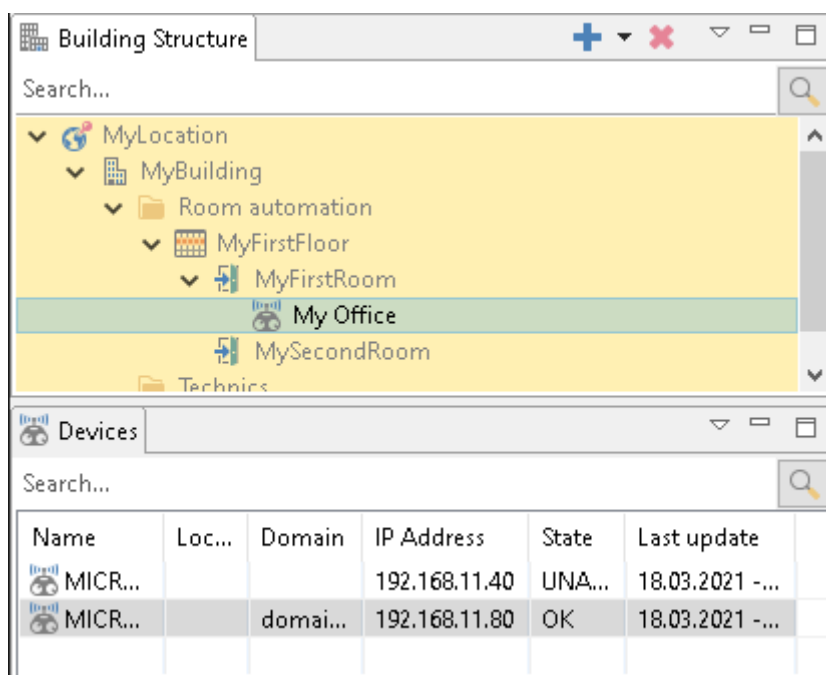 Building Structure
Search...
MyLocation
MyBuilding
Room automation
MyFirstFloor
MyFirstRoom
My Office
MySecondRoom
Technics
Devices
Search...
Name Loc... Domain IP Address State Last update
MICR... 192.168.11.40 UNA... 18.03.2021 -...
MICR... domai... 192.168.11.80 OK 18.03.2021 -...